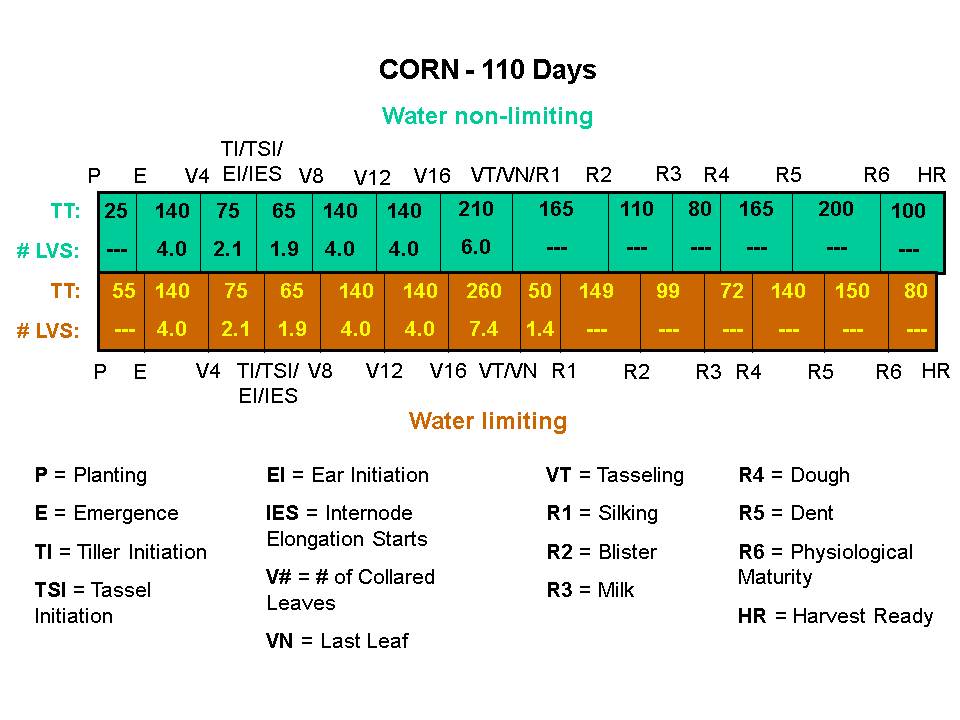 CORN - 110 Days
Water non-limiting
TI/TSI/
P E V4 EI/IES V8 V12 V16 VT/VN/R1 R2 R3 R4 R5 R6 HR
TT: 25 140 75 65 140 140 210 165 110 80 165 200 100
# LVS: --- 4.0 2.1 1.9 4.0 4.0 6.0 --- --- --- --- --- ---
TT: 55 140 75 65 140 140 260 50 149 99 72 140 150 80
# LVS: --- 4.0 2.1 1.9 4.0 4.0 7.4 1.4 --- --- --- --- --- ---
P E V4 TI/TSI/ V8 V12 V16 VT/VN R1 R2 R3 R4 R5 R6 HR
EI/IES
Water limiting
P = Planting
E = Emergence
TI = Tiller Initiation
TSI = Tassel
Initiation
EI = Ear Initiation
IES = Internode
Elongation Starts
V# = # of Collared
Leaves
VN = Last Leaf
VT = Tasseling
R1 = Silking
R2 = Blister
R3 = Milk
R4 = Dough
R5 = Dent
R6 = Physiological
Maturity
HR = Harvest Ready